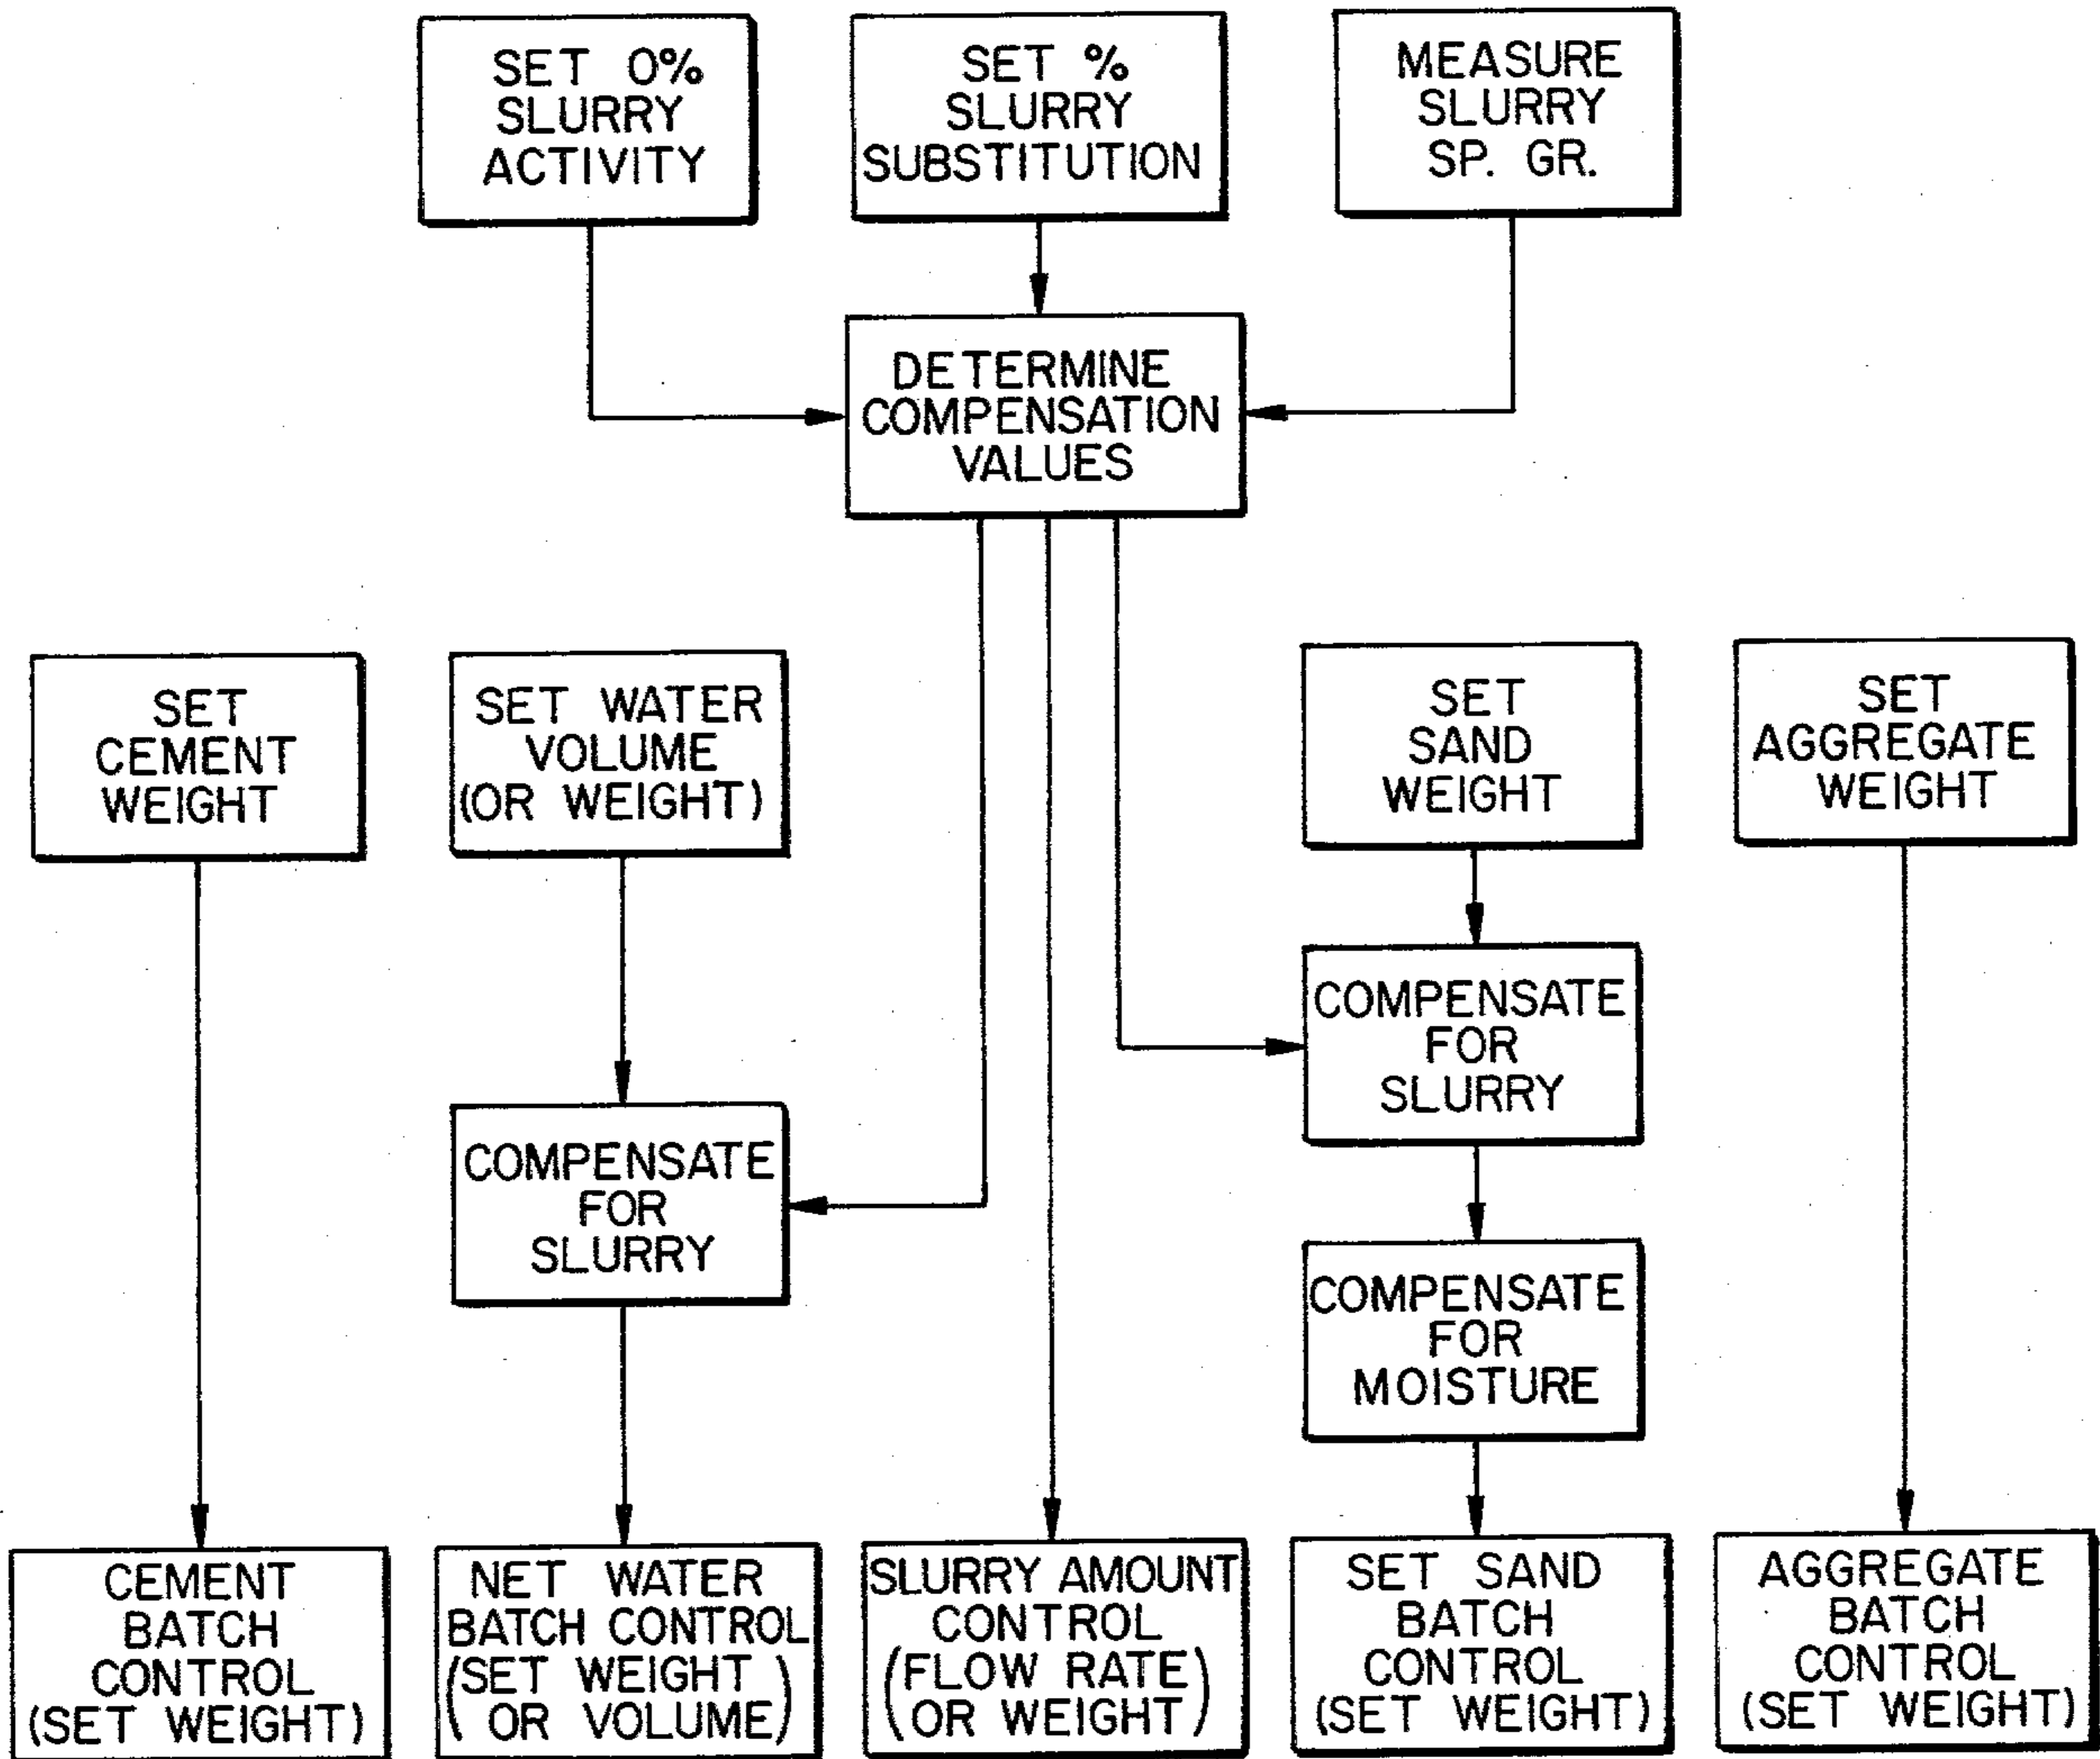 SET 0%
SLURRY
ACTIVITY
SET %
SLURRY
SUBSTITUTION
MEASURE
SLURRY
SP. GR.
DETERMINE
COMPENSATION
VALUES
SET
CEMENT
WEIGHT
SET WATER
VOLUME
(OR WEIGHT)
SET
SAND
WEIGHT
SET
AGGREGATE
WEIGHT
COMPENSATE
FOR
SLURRY
COMPENSATE
FOR
SLURRY
COMPENSATE
FOR
MOISTURE
CEMENT
BATCH
CONTROL
(SET WEIGHT)
NET WATER
BATCH CONTROL
(SET WEIGHT
OR VOLUME)
SLURRY AMOUNT
CONTROL
(FLOW RATE)
(OR WEIGHT)
SET SAND
BATCH
CONTROL
(SET WEIGHT)
AGGREGATE
BATCH
CONTROL
(SET WEIGHT)